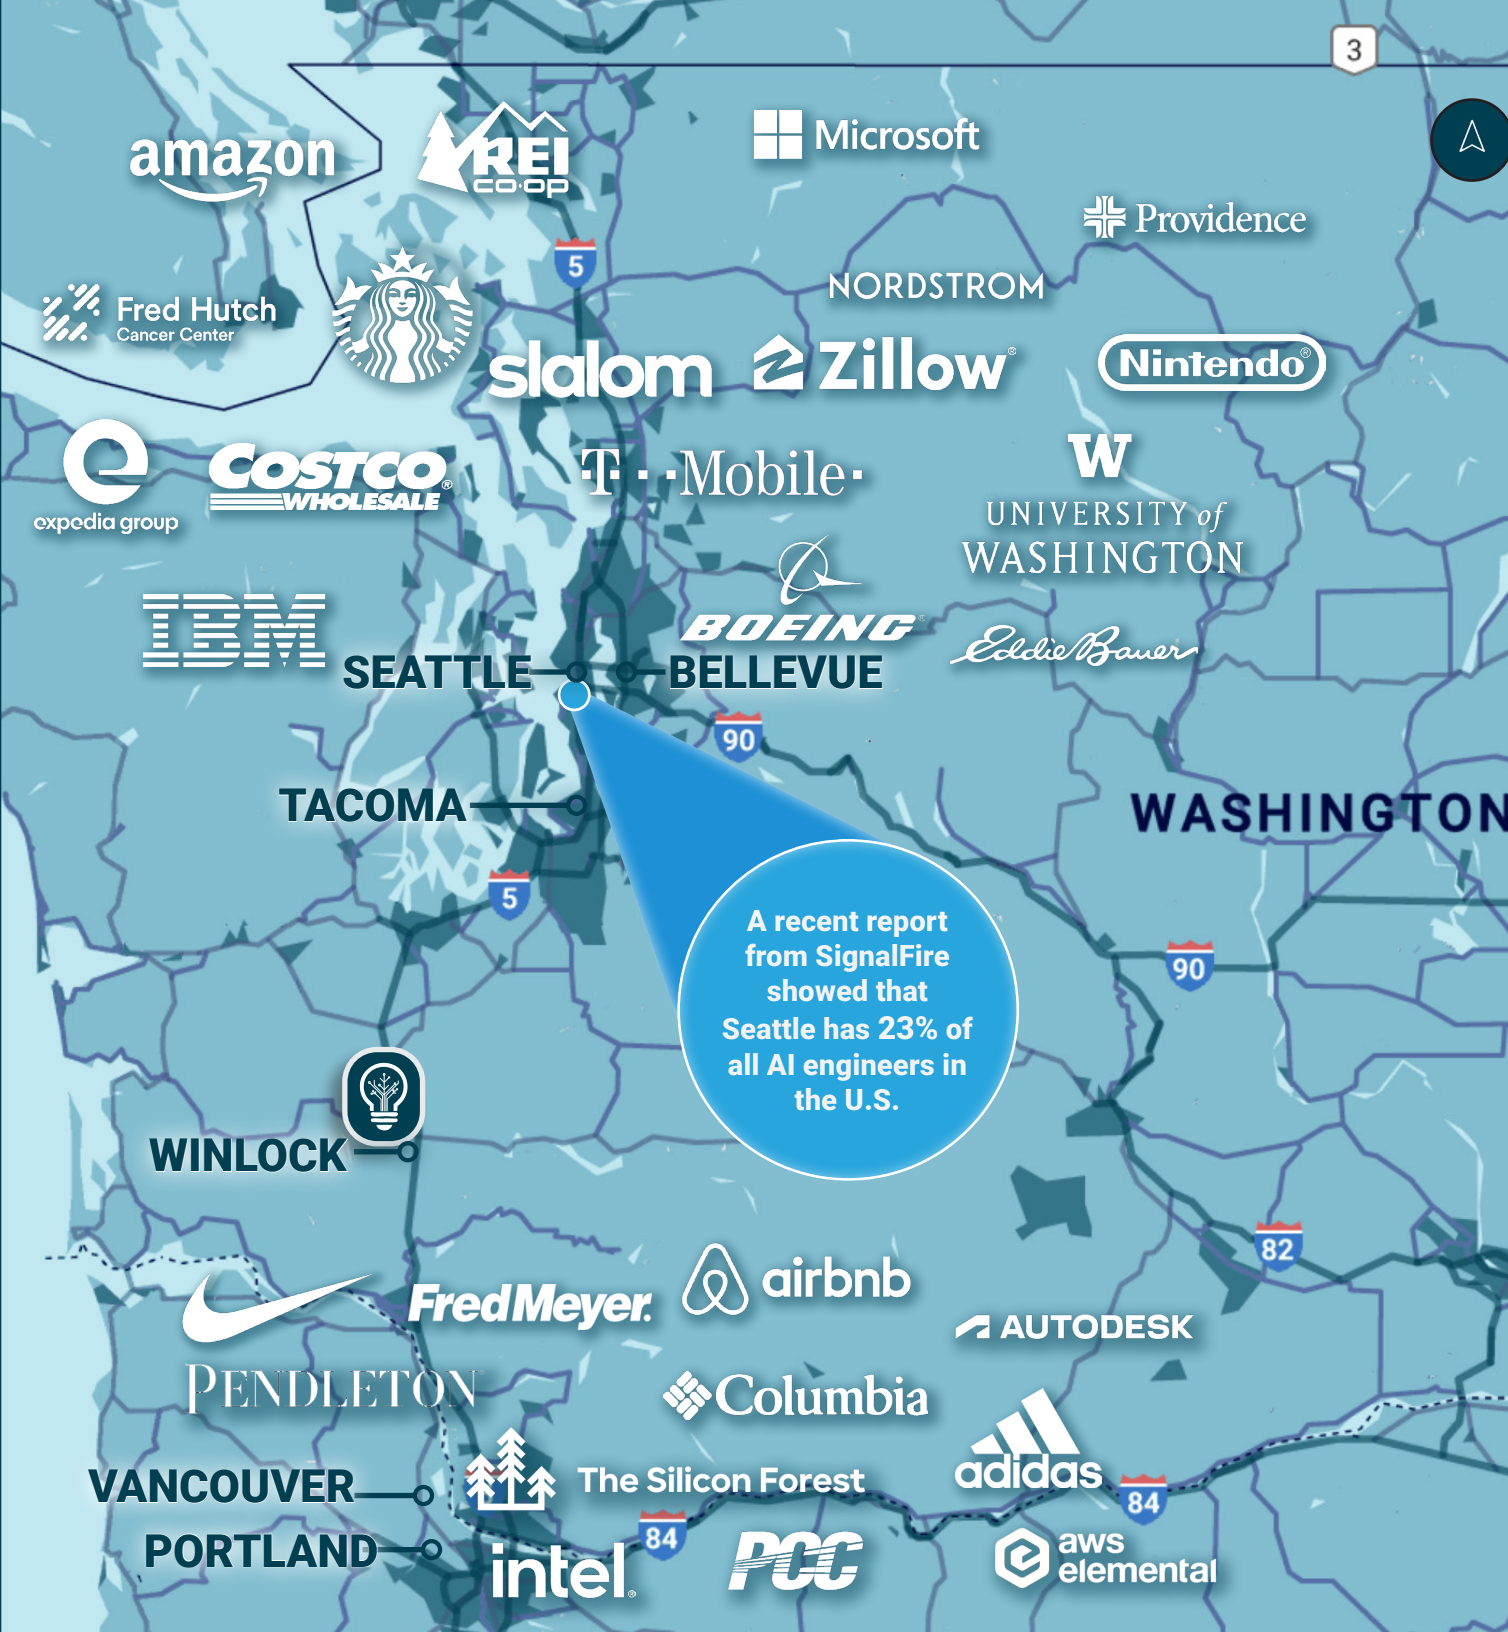 3
amazon
REI
co·op
Microsoft
Providence
5
NORDSTROM
Fred Hutch
Cancer Center
slalom
Zillow®
Nintendo®
expedia group
COSTCO®
WHOLESALE
T · · Mobile ·
W
UNIVERSITY of
WASHINGTON
IBM
BOEING®
Eddie Bauer
SEATTLE
BELLEVUE
90
TACOMA
WASHINGTON
5
A recent report
from SignalFire
showed that
Seattle has 23% of
all AI engineers in
the U.S.
90
WINLOCK
82
Fred Meyer.
airbnb
AUTODESK
PENDLETON
Columbia
adidas
VANCOUVER
The Silicon Forest
84
PORTLAND
84
intel®
PCC
aws
elemental